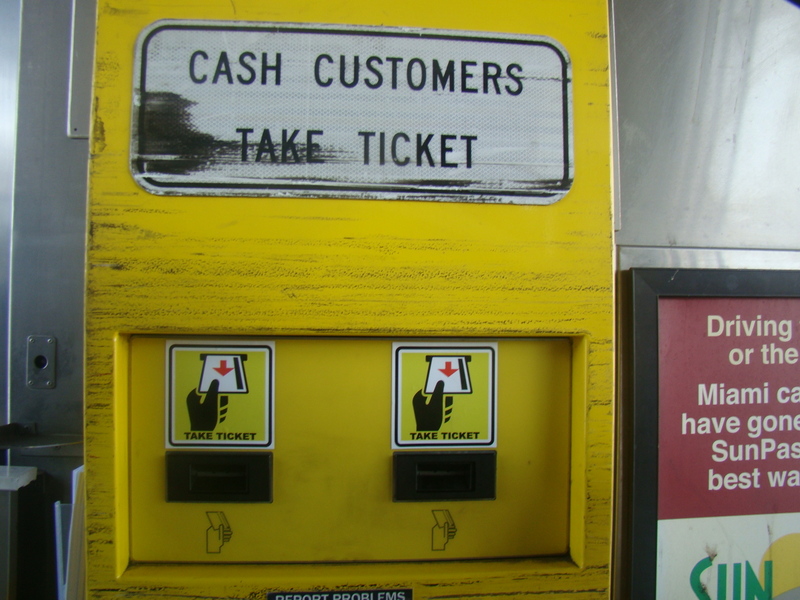 CASH CUSTOMERS
TAKE TICKET
TAKE TICKET
TAKE TICKET
REPORT PROBLEMS
Driving
or the
Miami ca
have gone
SunPas
best wa
SUN